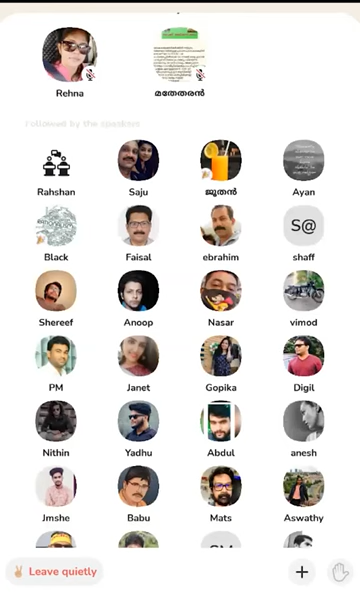 Rehna
മതേതരൻ
Followed by the speakers
Rahshan Saju ജൂതൻ Ayan
S@
Black Faisal ebrahim shaff
Shereef Anoop Nasar vimod
PM Janet Gopika Digil
Nithin Yadhu Abdul anesh
Jmshe Babu Mats Aswathy
✌🏼 Leave quietly
+